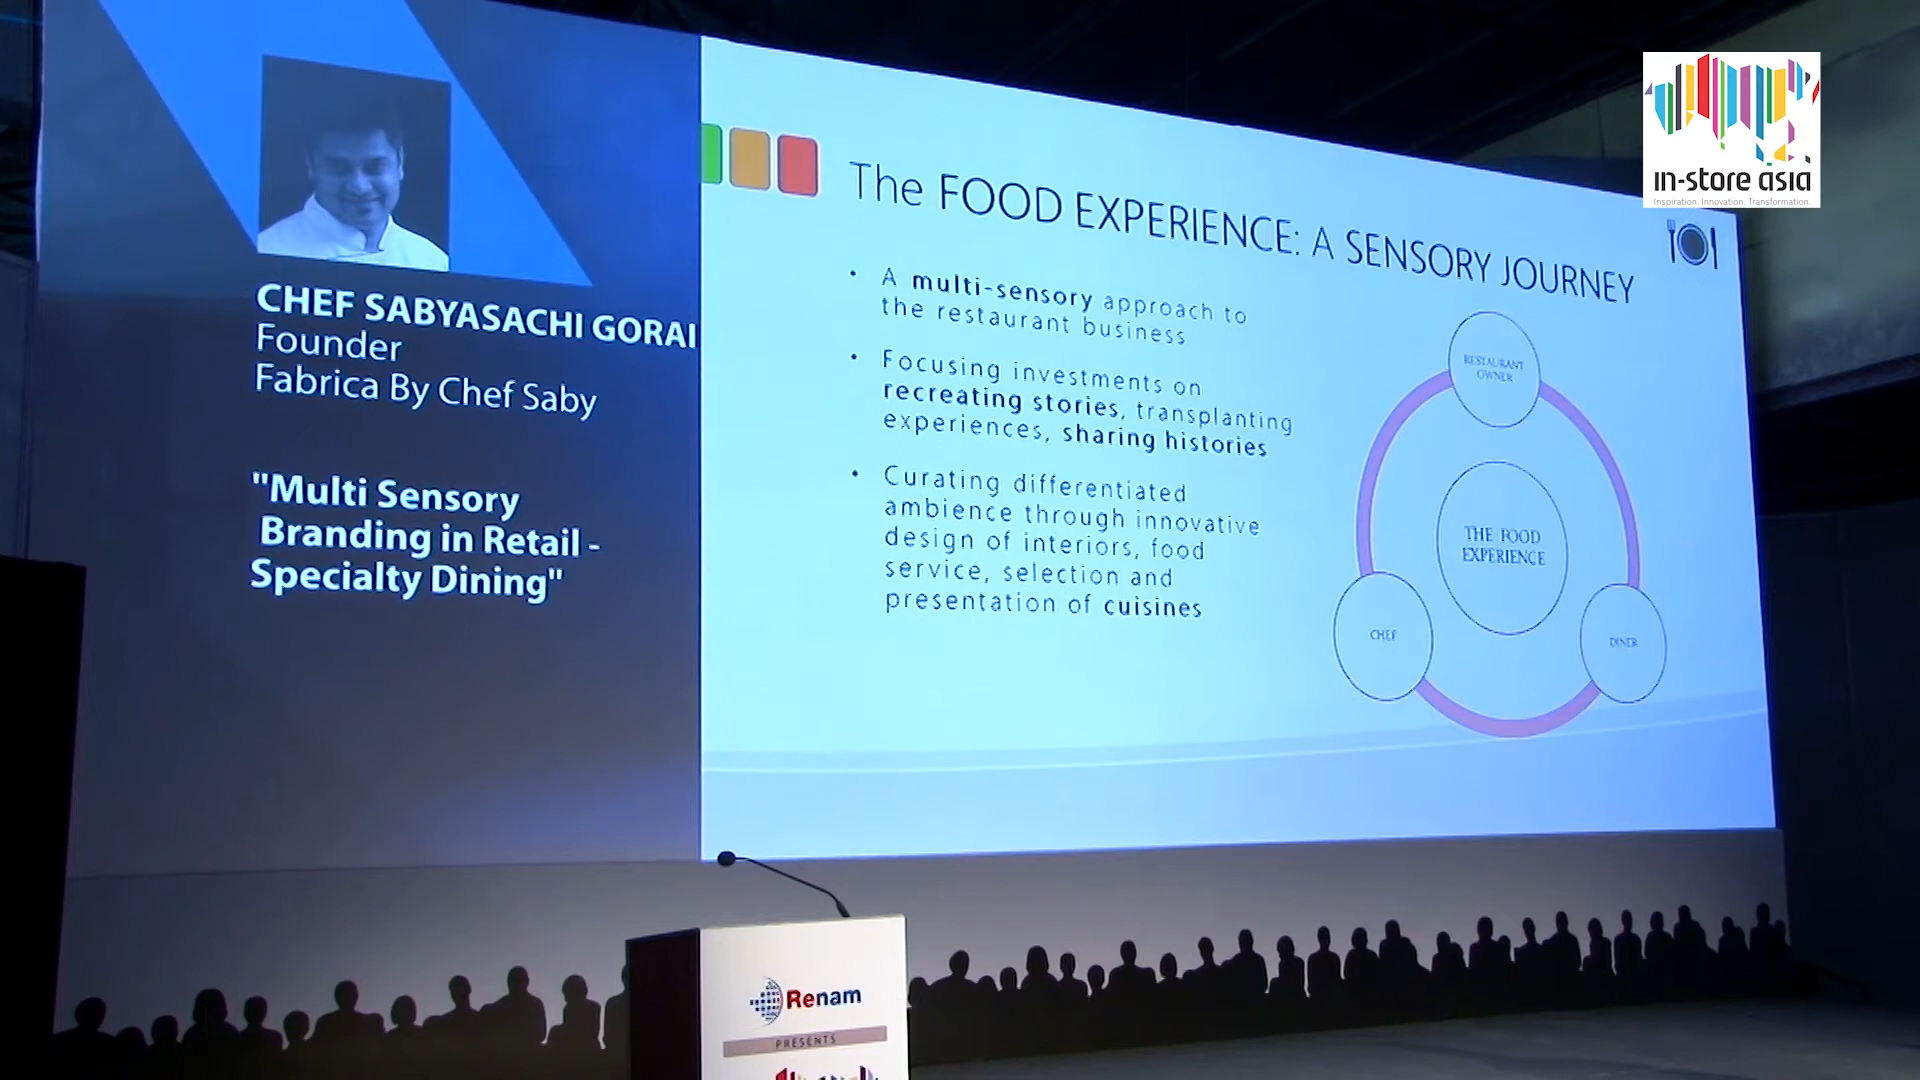 CHEF SABYASACHI GORAI
Founder
Fabrica By Chef Saby
"Multi Sensory
Branding in Retail -
Specialty Dining"
The FOOD EXPERIENCE: A SENSORY JOURNEY
• A multi-sensory approach to
the restaurant business
• Focusing investments on
recreating stories, transplanting
experiences, sharing histories
• Curating differentiated
ambience through innovative
design of interiors, food
service, selection and
presentation of cuisines
RESTAURANT
OWNER
THE FOOD
EXPERIENCE
CHEF
DINER
in-store asia
Inspiration. Innovation. Transformation.
Renam
PRESENTS